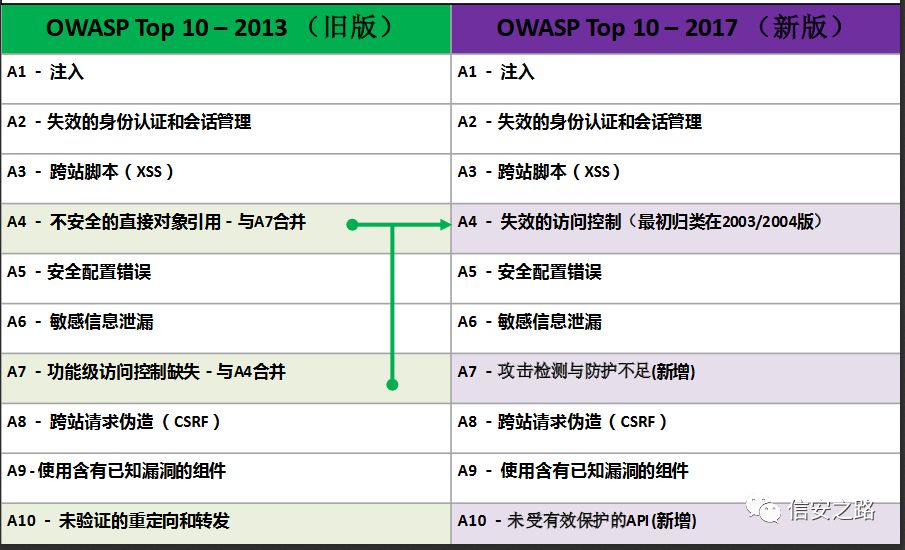 OWASP Top 10 – 2013 （旧版）
OWASP Top 10 – 2017 （新版）
A1 - 注入
A1 - 注入
A2 - 失效的身份认证和会话管理
A2 - 失效的身份认证和会话管理
A3 - 跨站脚本（XSS）
A3 - 跨站脚本（XSS）
A4 - 不安全的直接对象引用 - 与A7合并
A4 - 失效的访问控制（最初归类在2003/2004版）
A5 - 安全配置错误
A5 - 安全配置错误
A6 - 敏感信息泄漏
A6 - 敏感信息泄漏
A7 - 功能级访问控制缺失 - 与A4合并
A7 - 攻击检测与防护不足(新增)
A8 - 跨站请求伪造（CSRF）
A8 - 跨站请求伪造（CSRF）
A9 -使用含有已知漏洞的组件
A9 - 使用含有已知漏洞的组件
A10 - 未验证的重定向和转发
A10 - 未受有效保护的API(新增)
信安之路